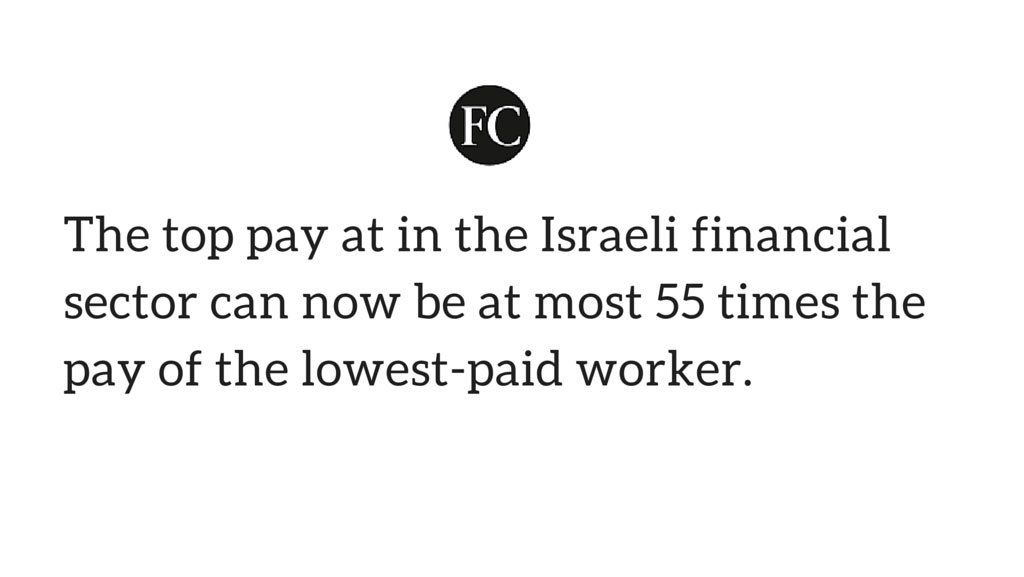 FC
The top pay at in the Israeli financial
sector can now be at most 55 times the
pay of the lowest-paid worker.